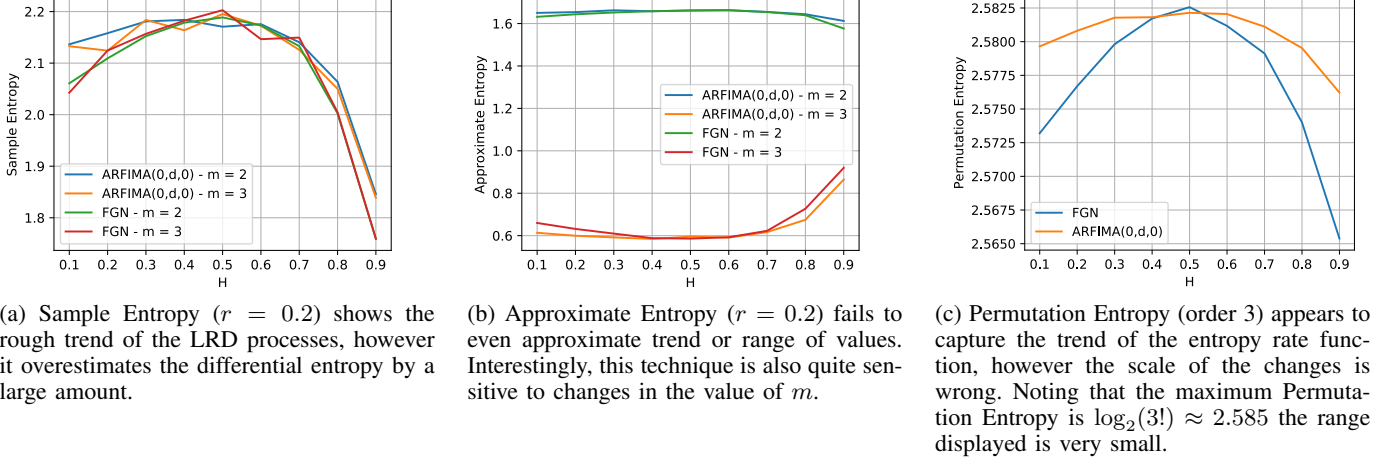 2.2
2.1
2.0
1.9
1.8
Sample Entropy
ARFIMA(0,d,0) - m = 2
ARFIMA(0,d,0) - m = 3
FGN - m = 2
FGN - m = 3
0.1 0.2 0.3 0.4 0.5 0.6 0.7 0.8 0.9
H
1.6
1.4
1.2
1.0
0.8
0.6
Approximate Entropy
ARFIMA(0,d,0) - m = 2
ARFIMA(0,d,0) - m = 3
FGN - m = 2
FGN - m = 3
0.1 0.2 0.3 0.4 0.5 0.6 0.7 0.8 0.9
H
2.5825
2.5800
2.5775
2.5750
2.5725
2.5700
2.5675
2.5650
Permutation Entropy
FGN
ARFIMA(0,d,0)
0.1 0.2 0.3 0.4 0.5 0.6 0.7 0.8 0.9
H
(a) Sample Entropy (r = 0.2) shows the
rough trend of the LRD processes, however
it overestimates the differential entropy by a
large amount.
(b) Approximate Entropy (r = 0.2) fails to
even approximate trend or range of values.
Interestingly, this technique is also quite sen-
sitive to changes in the value of m.
(c) Permutation Entropy (order 3) appears to
capture the trend of the entropy rate func-
tion, however the scale of the changes is
wrong. Noting that the maximum Permuta-
tion Entropy is log₂(3!) ≈ 2.585 the range
displayed is very small.